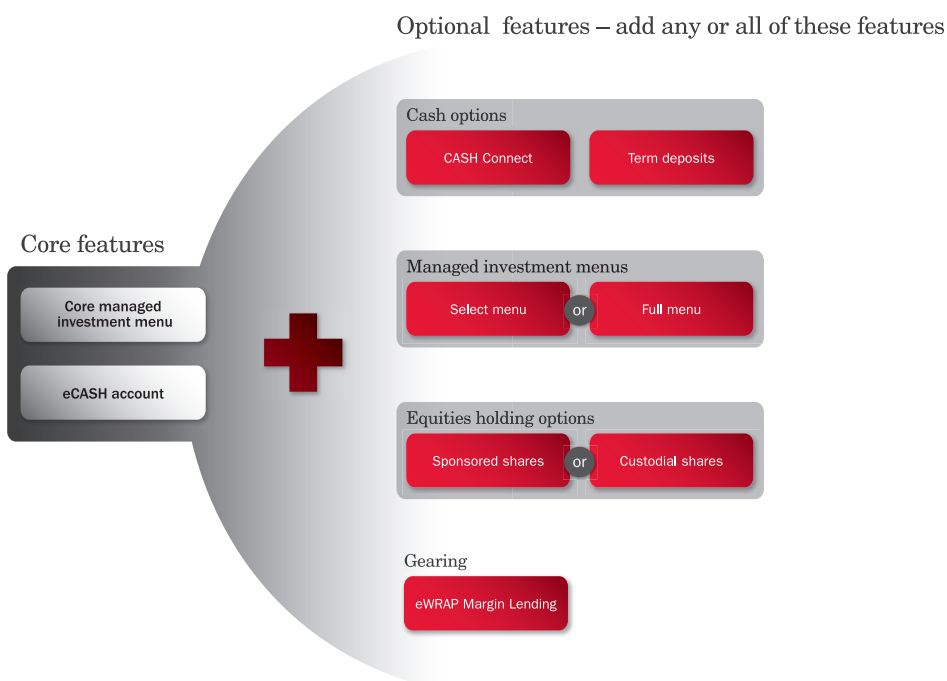 Optional features – add any or all of these features
Core features
Core managed
investment menu
eCASH account
Cash options
CASH Connect
Term deposits
Managed investment menus
Select menu
or
Full menu
Equities holding options
Sponsored shares
or
Custodial shares
Gearing
eWRAP Margin Lending